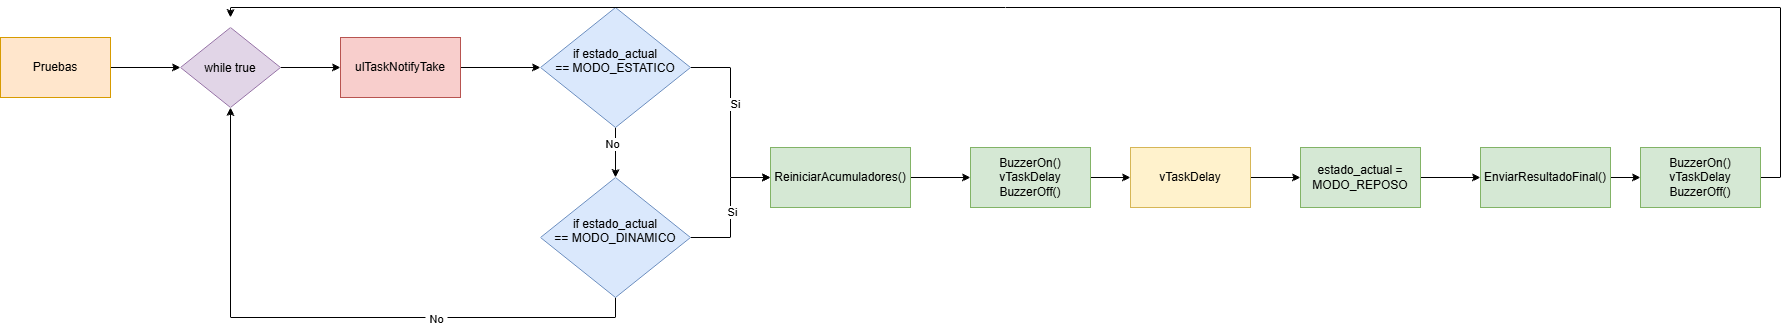 Pruebas
while true
ulTaskNotifyTake
if estado_actual
== MODO_ESTATICO
Si
No
if estado_actual
== MODO_DINAMICO
Si
No
ReiniciarAcumuladores()
BuzzerOn()
vTaskDelay
BuzzerOff()
vTaskDelay
estado_actual =
MODO_REPOSO
EnviarResultadoFinal()
BuzzerOn()
vTaskDelay
BuzzerOff()